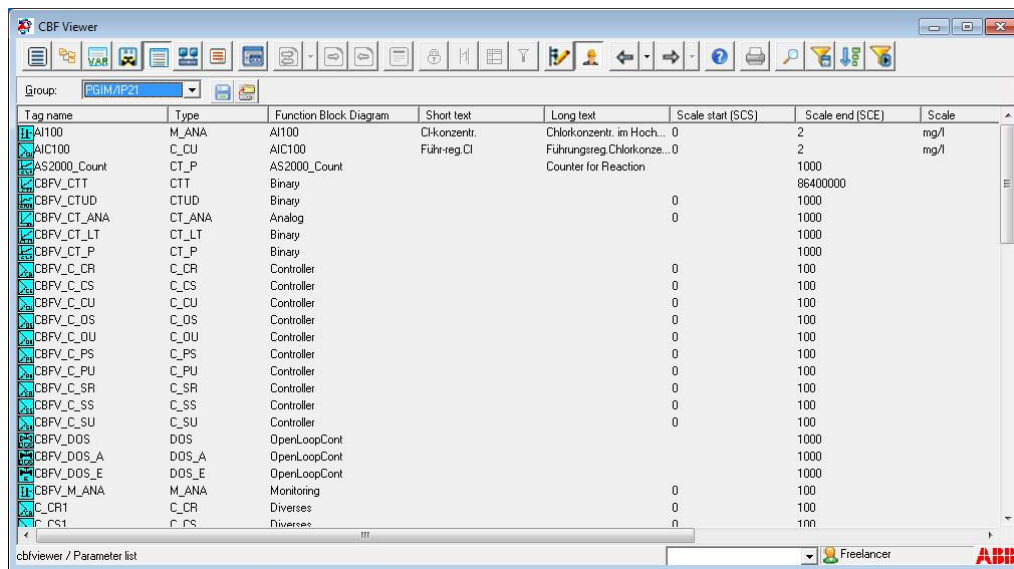 CBF Viewer
VAR
Group: PGIM/IP21
Tag name Type Function Block Diagram Short text Long text Scale start (SCS) Scale end (SCE) Scale
AI100 M_ANA AI100 Cl-konzentr. Chlorkonzentr. im Hoch... 0 2 mg/l
AIC100 C_CU AIC100 Führ-reg.Cl Führungsreg.Chlorkonze... 0 2 mg/l
AS2000_Count CT_P AS2000_Count Counter for Reaction 1000
CBFV_CTT CTT Binary 86400000
CBFV_CTUD CTUD Binary 0 1000
CBFV_CT_ANA CT_ANA Analog 0 1000
CBFV_CT_LT CT_LT Binary 1000
CBFV_CT_P CT_P Binary 1000
CBFV_C_CR C_CR Controller 0 100
CBFV_C_CS C_CS Controller 0 100
CBFV_C_CU C_CU Controller 0 100
CBFV_C_OS C_OS Controller 0 100
CBFV_C_OU C_OU Controller 0 100
CBFV_C_PS C_PS Controller 0 100
CBFV_C_PU C_PU Controller 0 100
CBFV_C_SR C_SR Controller 0 100
CBFV_C_SS C_SS Controller 0 100
CBFV_C_SU C_SU Controller 0 100
CBFV_DOS DOS OpenLoopCont 1000
CBFV_DOS_A DOS_A OpenLoopCont 1000
CBFV_DOS_E DOS_E OpenLoopCont 1000
CBFV_M_ANA M_ANA Monitoring 0 100
C_CR1 C_CR Diverses 0 100
C_CS1 C_CS Diverses 0 100
cbfviewer / Parameter list Freelancer ABB